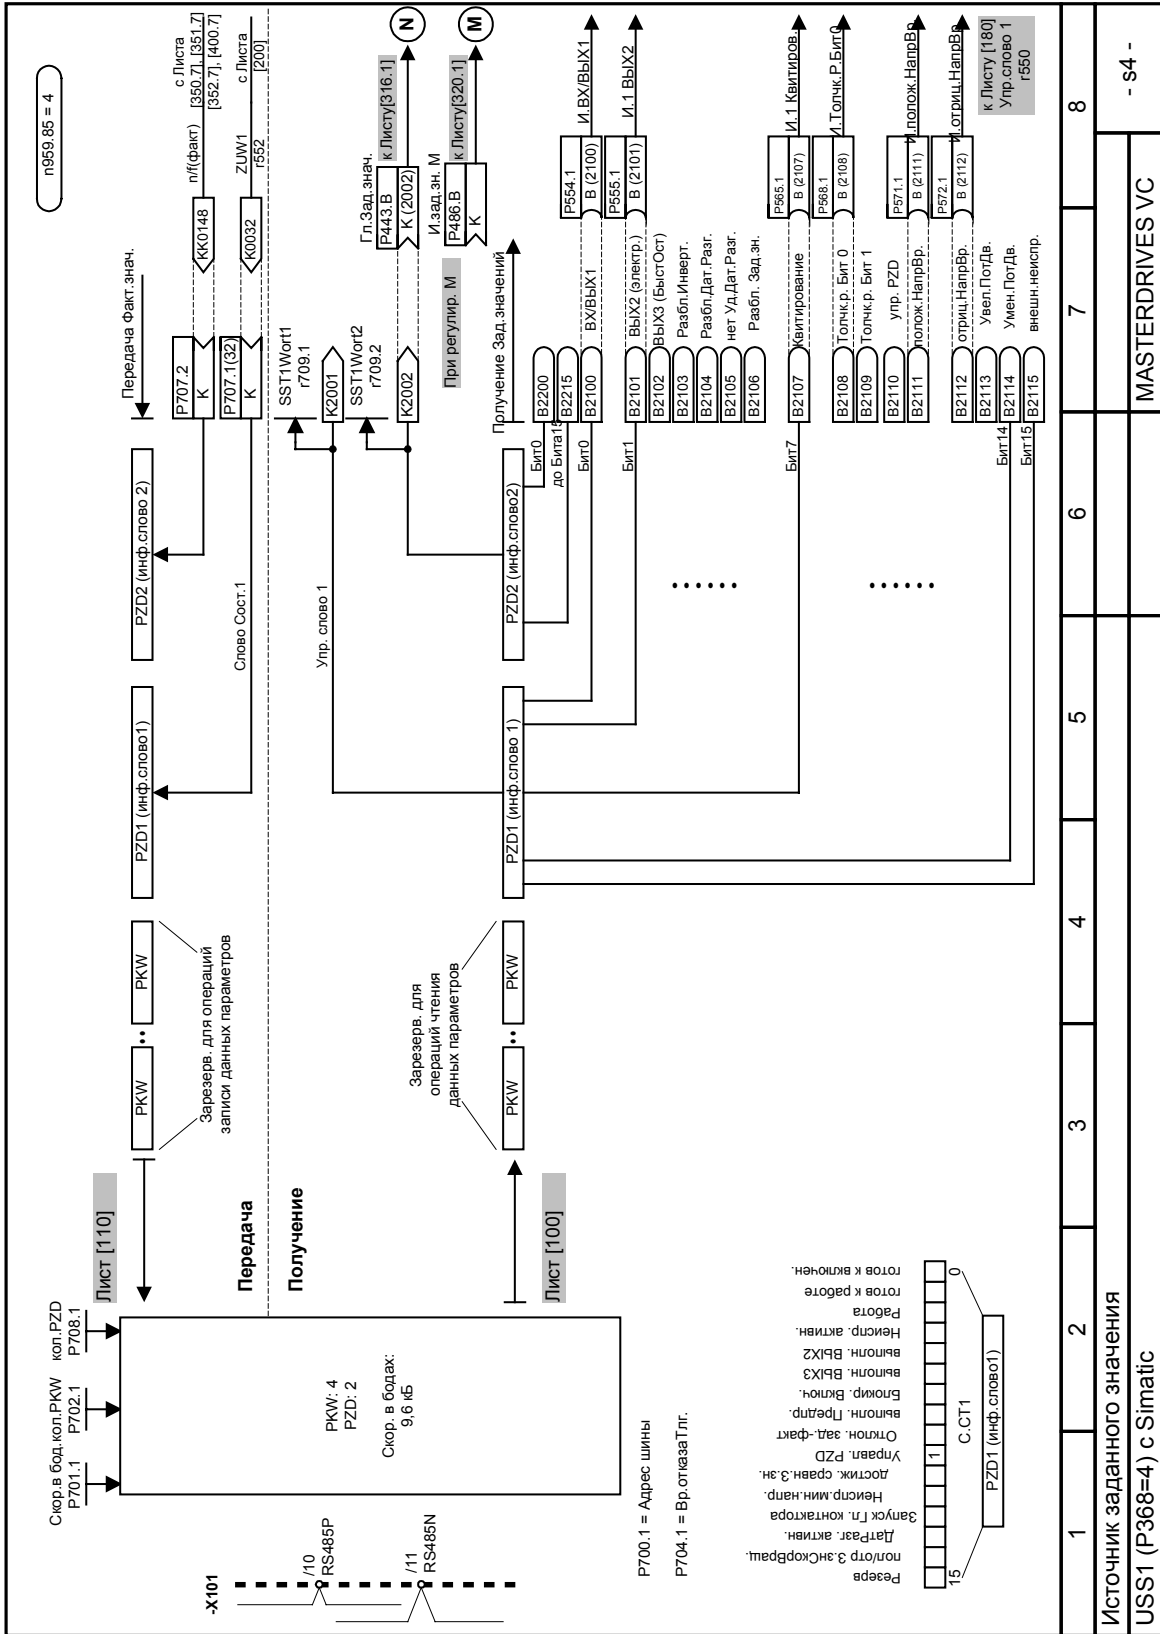 n959.85 = 4
Скор.в бод.
P701.1
кол.PKW
P702.1
кол.PZD
P708.1
Лист [110]
PKW
PKW
Зарезерв. для операций
записи данных параметров
PZD1 (инф.слово1)
PZD2 (инф.слово 2)
Передача Факт.знач.
P707.2
K
KK0148
n/f(факт)
с Листа
[350.7], [351.7]
[352.7], [400.7]
P707.1(32)
K
K0032
ZUW1
r552
с Листа
[200]
Слово Сост.1
Передача
Получение
-X101
/10
RS485P
/11
RS485N
PKW: 4
PZD: 2
Скор. в бодах:
9,6 кБ
Упр. слово 1
SST1Wort1
r709.1
K2001
SST1Wort2
r709.2
K2002
Гл.Зад.знач.
P443.B
K (2002)
к Листу[316.1]
N
При регулир. М
И.зад.зн. М
P486.B
K
к Листу[320.1]
M
Лист [100]
PKW
PKW
Зарезерв. для
операций чтения
данных параметров
PZD1 (инф.слово 1)
PZD2 (инф.слово2)
Получение Зад.значений
Бит0
B2200
до Бита15
B2215
Бит0
B2100
ВХ/ВЫХ1
P554.1
B (2100)
И.ВХ/ВЫХ1
Бит1
B2101
ВЫХ2 (электр.)
P555.1
B (2101)
И.1 ВЫХ2
B2102
ВЫХ3 (БыстОст)
B2103
Разбл.Инверт.
B2104
Разбл.Дат.Разг.
B2105
нет Уд.Дат.Разг.
B2106
Разбл. Зад.зн.
Бит7
B2107
Квитирование
P565.1
B (2107)
И.1 Квитиров.
B2108
Толчк.р. Бит 0
P568.1
B (2108)
И.Толчк.Р.Бит0
B2109
Толчк.р. Бит 1
B2110
упр. PZD
B2111
полож.НапрВр.
P571.1
B (2111)
И.полож.НапрВр.
B2112
отриц.НапрВр.
P572.1
B (2112)
И.отриц.НапрВр.
B2113
Увел.ПотДв.
Бит14
B2114
Умен.ПотДв.
Бит15
B2115
внешн.неиспр.
к Листу [180]
Упр.слово 1
r550
P700.1 = Адрес шины
P704.1 = Вр.отказаТлг.
Резерв
пол/отр З.знСкорВращ.
ДатРазг. активн.
Запуск Гл. контактора
Неиспр.мин.нап.
достиж. сравн.З.зн.
Управл. PZD
Отклон. зад.-факт
выполн. Предпр.
Блокир. Включ.
выполн. ВЫХ3
выполн. ВЫХ2
Неиспр. активн.
Работа
готов к работе
готов к включен.
1
15
С.СТ1
0
PZD1 (инф.слово1)
1
2
3
4
5
6
7
8
Источник заданного значения
USS1 (P368=4) с Simatic
MASTERDRIVES VC
- s4 -